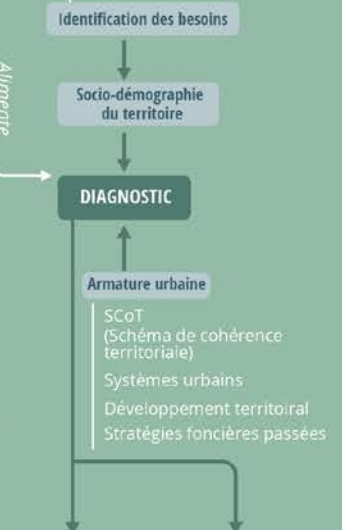 Identification des besoins
Socio-démographie
du territoire
Alimente
DIAGNOSTIC
Armature urbaine
SCoT
(Schéma de cohérence
territoriale)
Systèmes urbains
Développement territoiral
Stratégies foncières passées